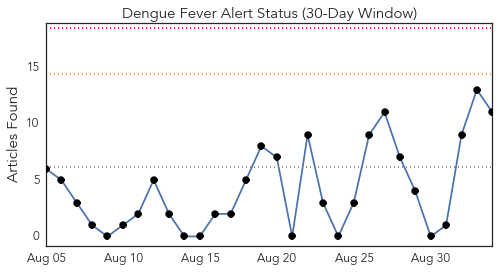 Dengue Fever Alert Status (30-Day Window)
Articles Found
15
10
5
0
Aug 05 Aug 10 Aug 15 Aug 20 Aug 25 Aug 30